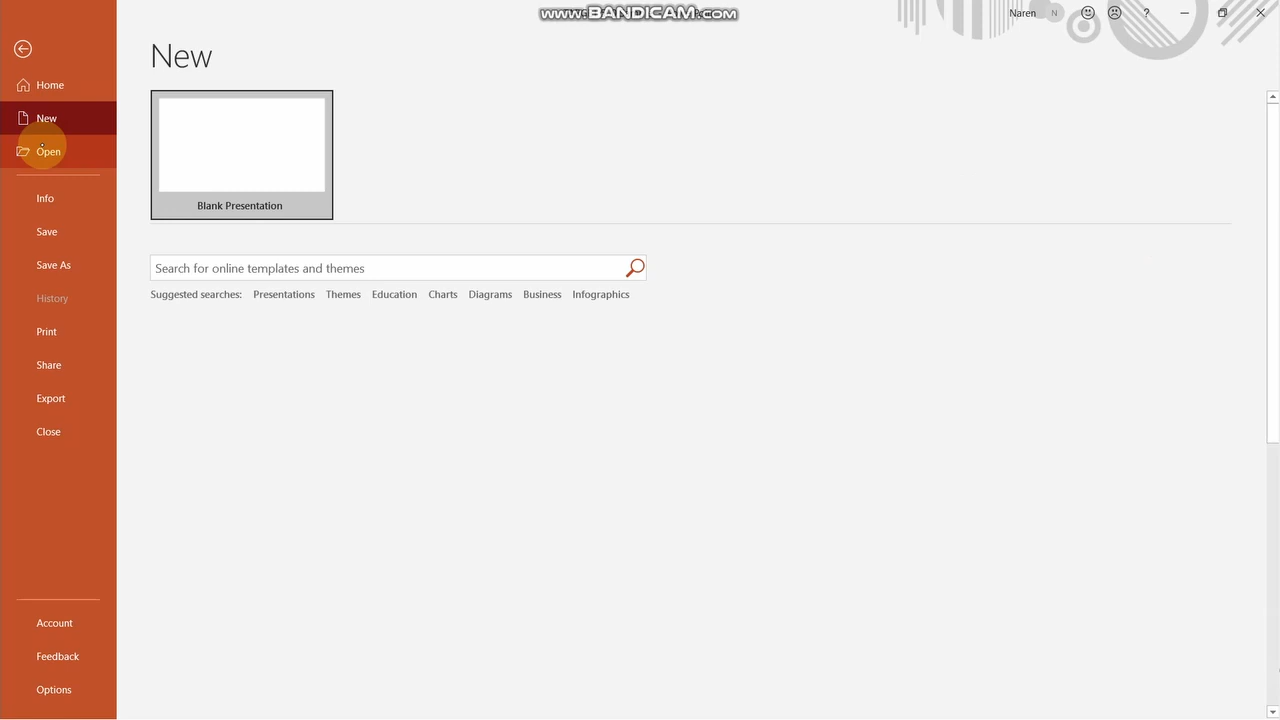 www.BANDICAM.com
Naren N ?
New
Home
New
Open
Info
Save
Save As
History
Print
Share
Export
Close
Account
Feedback
Options
Blank Presentation
Search for online templates and themes
Suggested searches: Presentations Themes Education Charts Diagrams Business Infographics